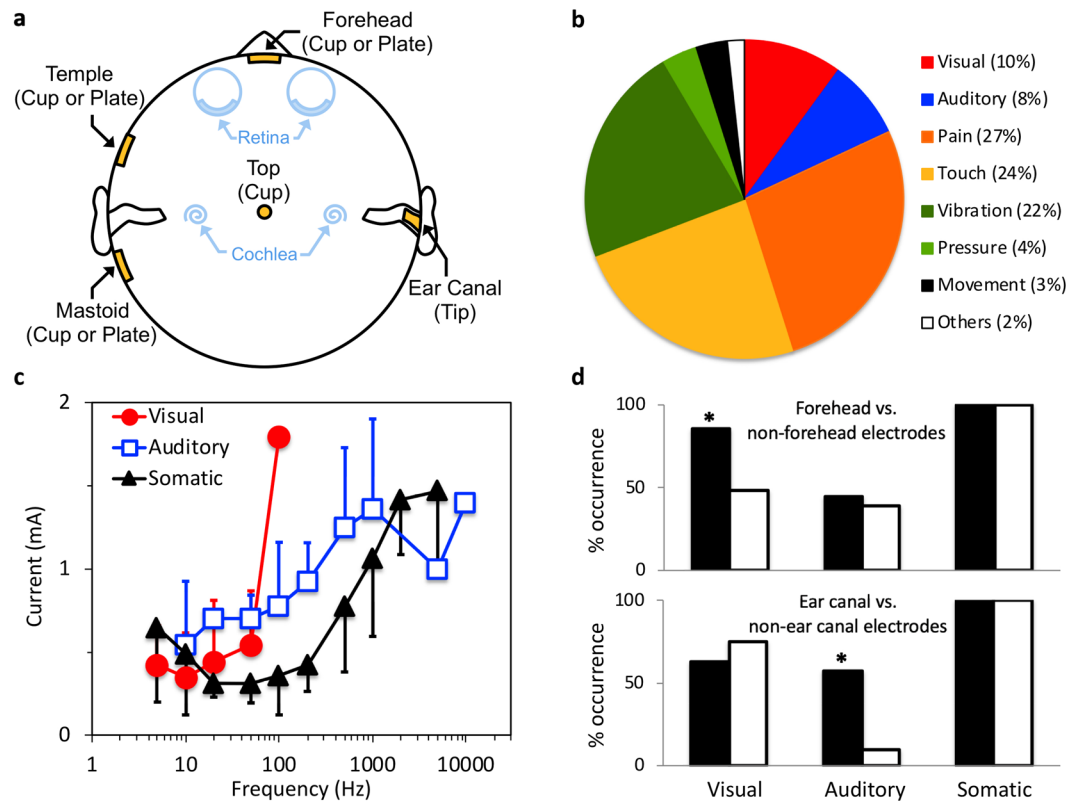 a
Forehead
(Cup or Plate)
Temple
(Cup or Plate)
Retina
Top
(Cup)
Cochlea
Mastoid
(Cup or Plate)
Ear Canal
(Tip)
b
Visual (10%)
Auditory (8%)
Pain (27%)
Touch (24%)
Vibration (22%)
Pressure (4%)
Movement (3%)
Others (2%)
c
Visual
Auditory
Somatic
2
1
0
Current (mA)
1
10
100
1000
10000
Frequency (Hz)
d
100
50
0
% occurrence
*
Forehead vs.
non-forehead electrodes
100
50
0
% occurrence
*
Ear canal vs.
non-ear canal electrodes
Visual
Auditory
Somatic